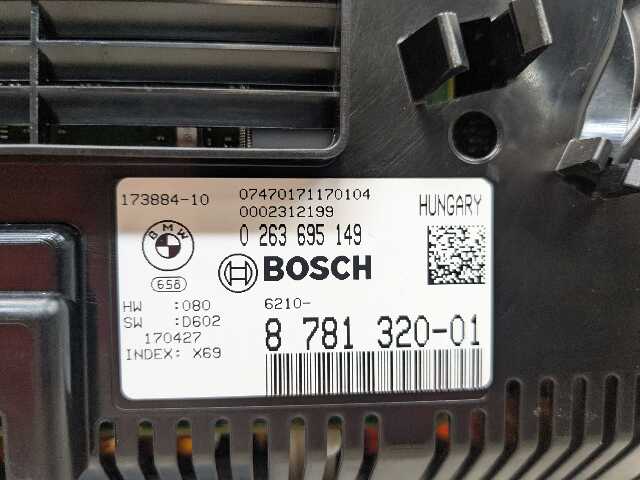 173884-10
07470171170104
HUNGARY
0002312199
BMW
0 263 695 149
BOSCH
658
HW :080
6210-
SW :D602
8 781 320-01
170427
INDEX: X69